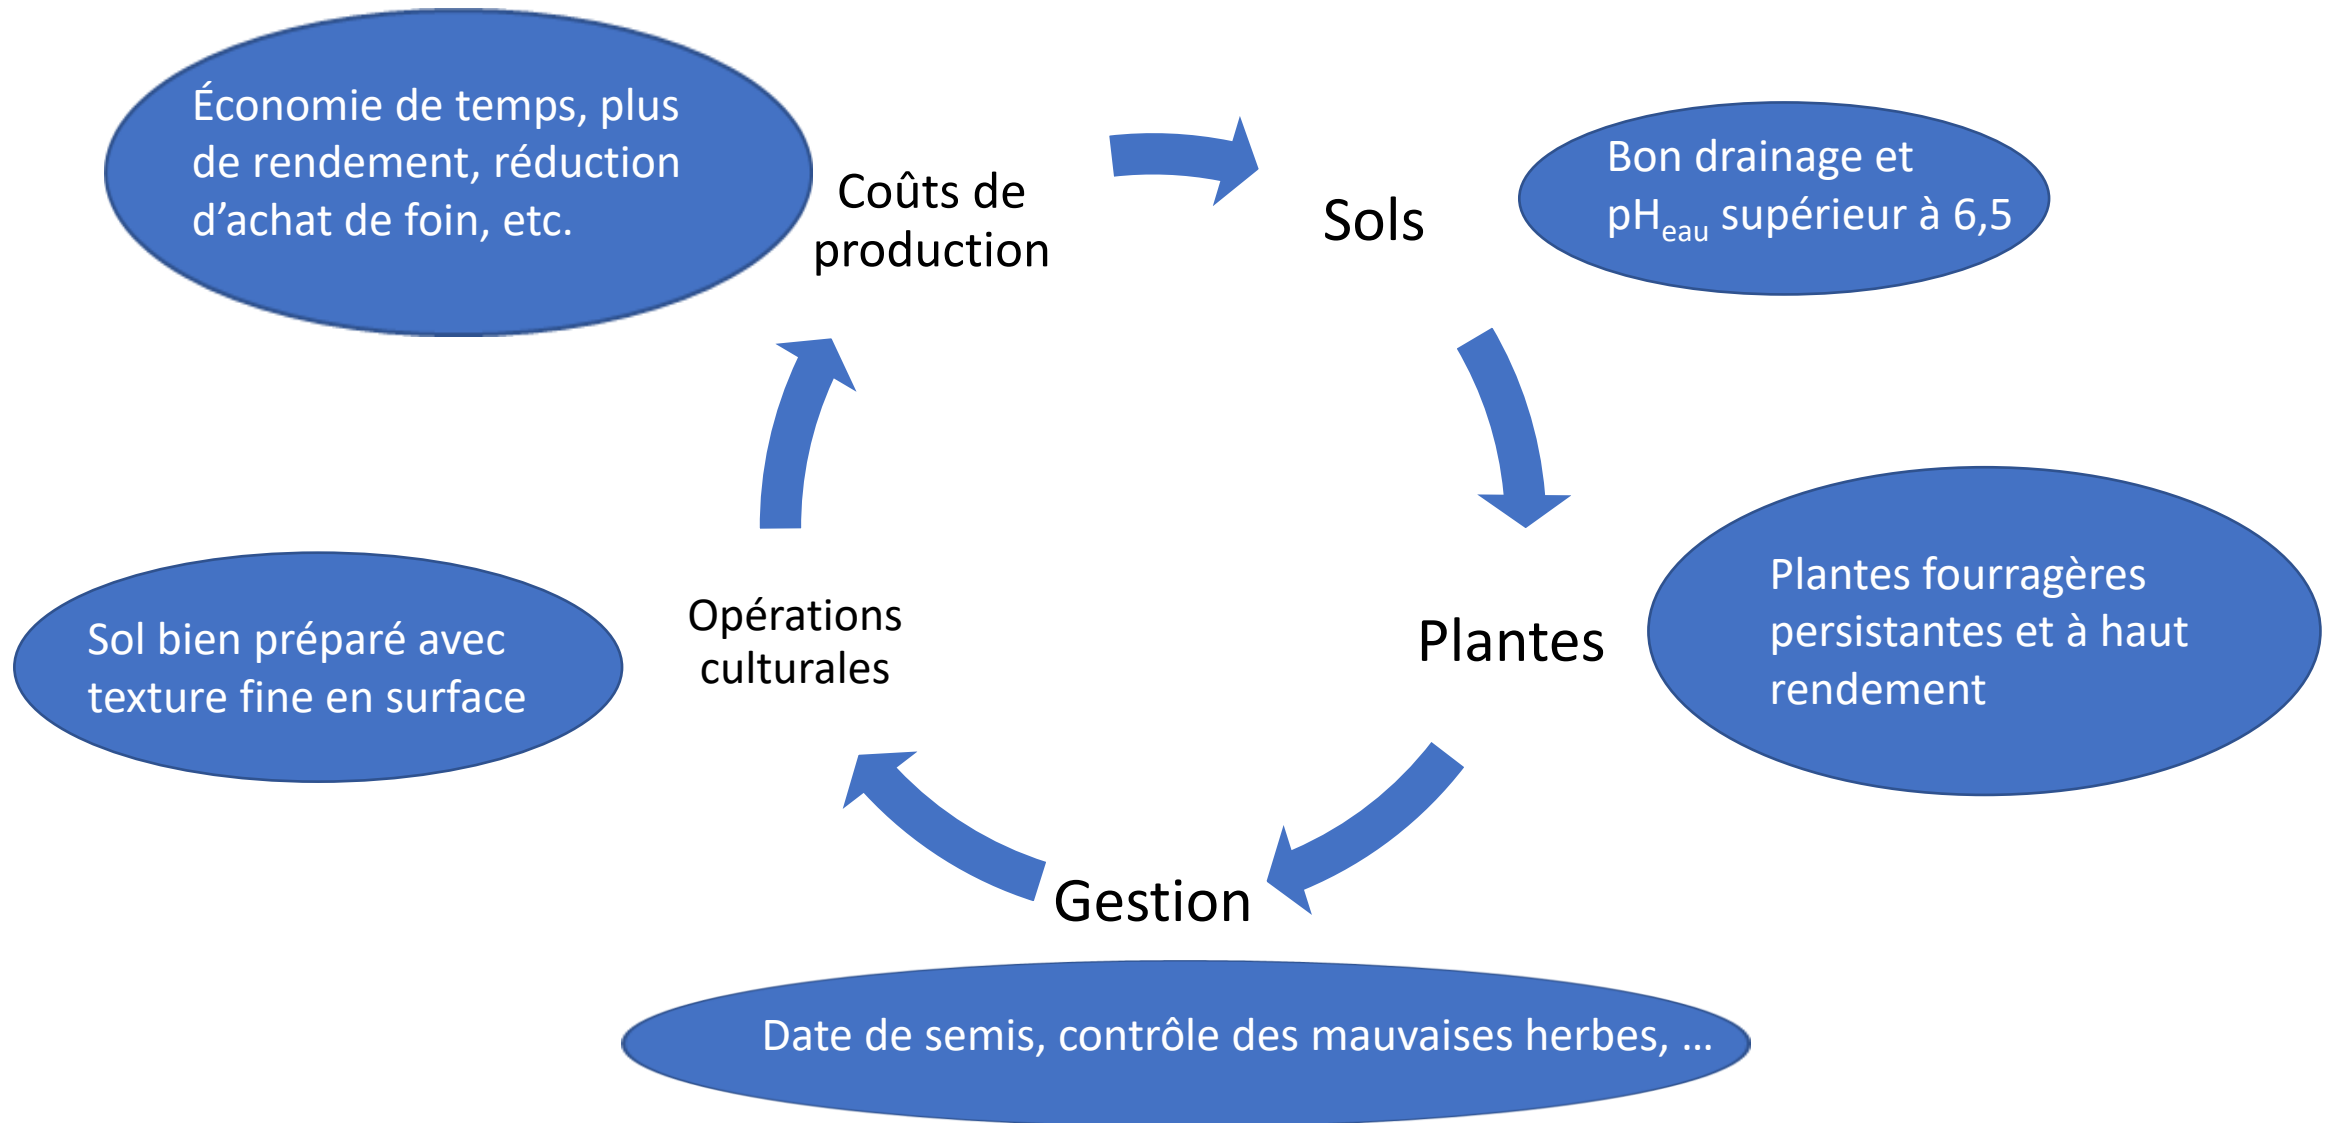 Économie de temps, plus
de rendement, réduction
d’achat de foin, etc.
Coûts de
production
Sols
Bon drainage et
pHeau supérieur à 6,5
Plantes
Plantes fourragères
persistantes et à haut
rendement
Gestion
Date de semis, contrôle des mauvaises herbes, …
Opérations
culturales
Sol bien préparé avec
texture fine en surface